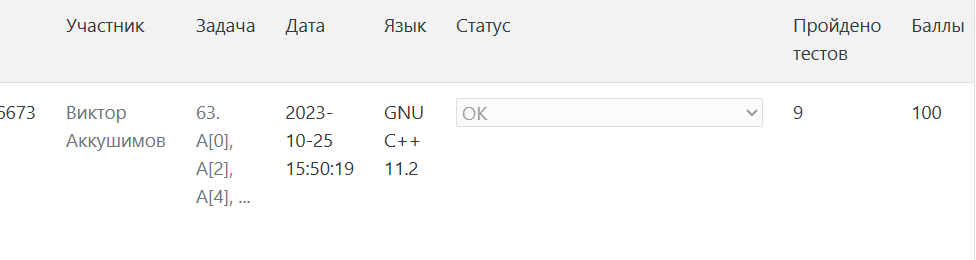 Участник Задача Дата Язык Статус Пройдено тестов Баллы
6673 Виктор Аккушимов 63. A[0], A[2], A[4], ... 2023-10-25 15:50:19 GNU C++ 11.2 OK 9 100